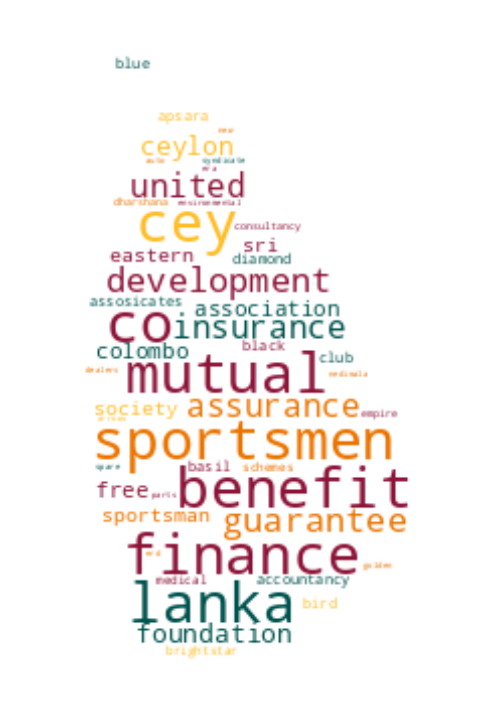 blue
apsara
new
ceylon
auto syndicate
era
united
dharshana environmental
cey
consultancy
sri
eastern diamond
development
assosicates
association
co insurance
colombo black
club
dealers mutual
society assurance empire
sportsmen
spare basil schemes
free parts benefit
sportsman guarantee
finance
golden
medical accountancy
lanka bird
foundation
brightstar